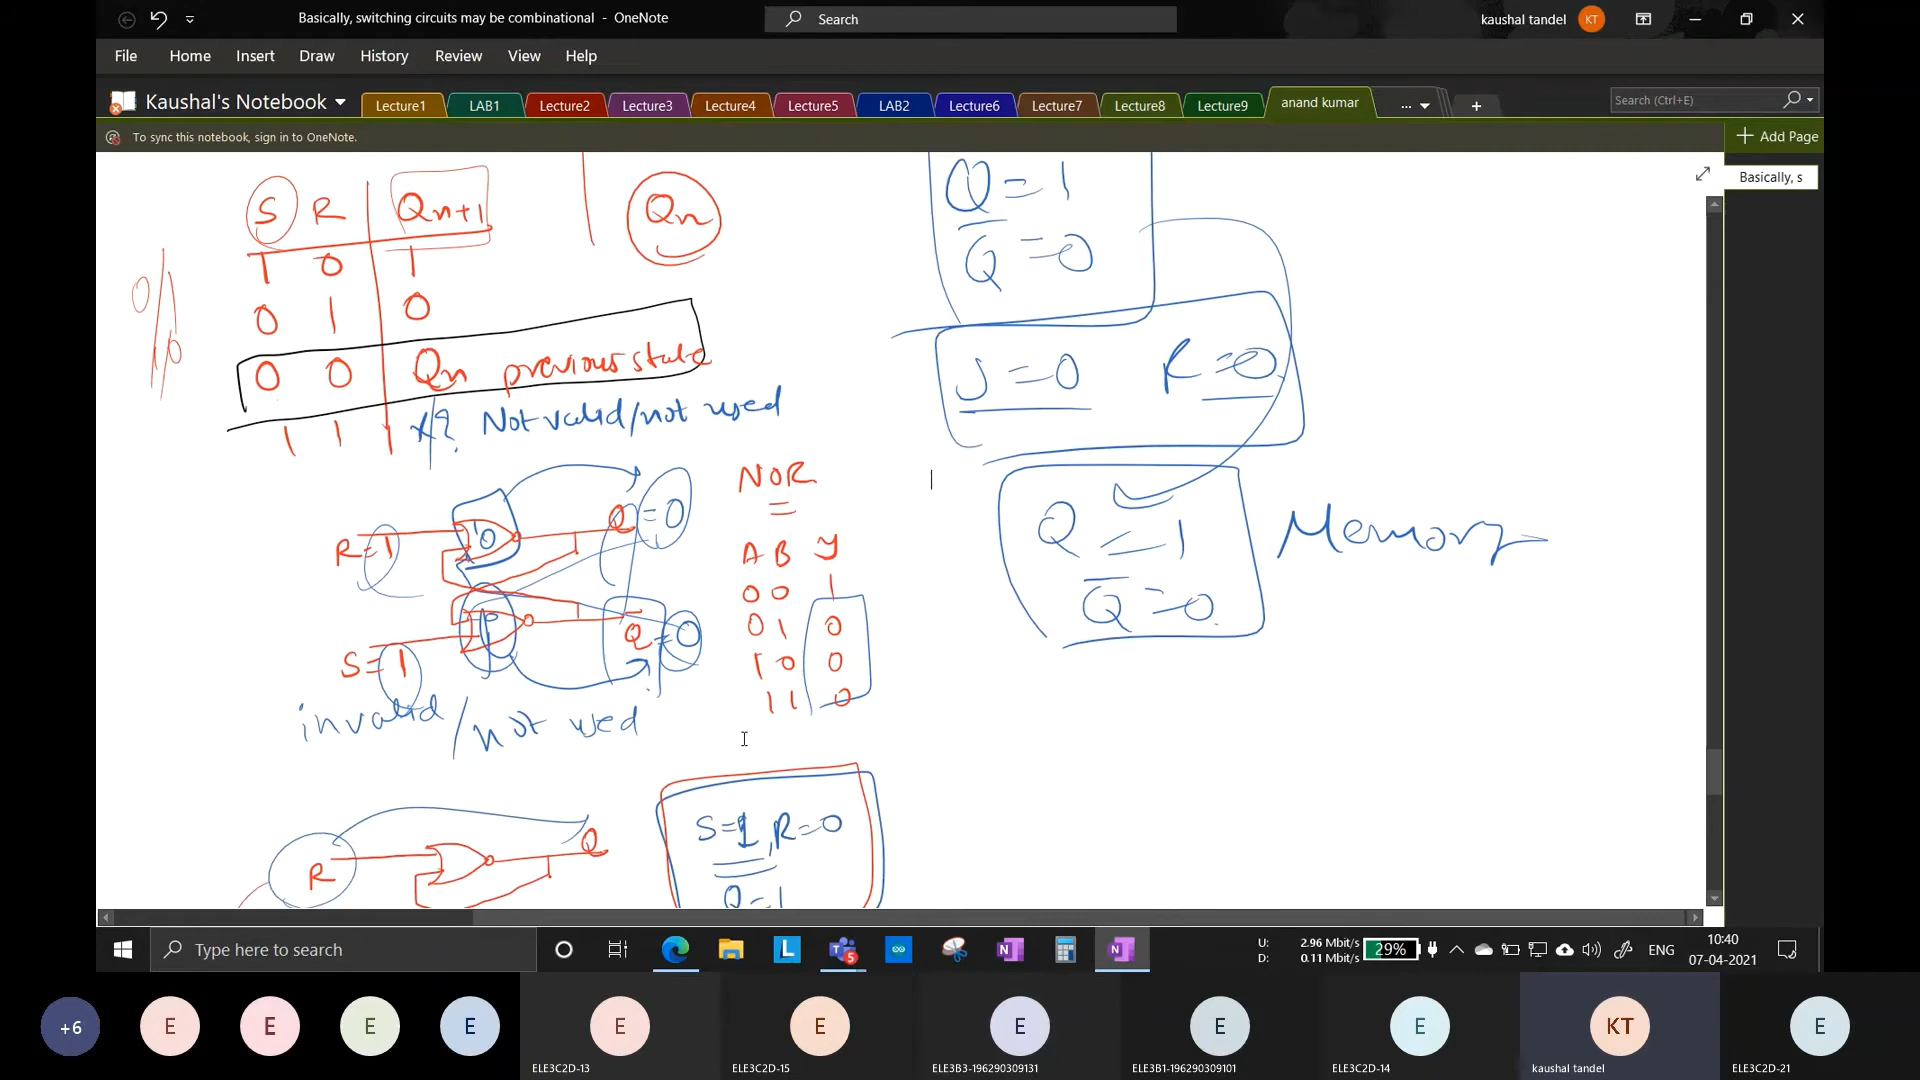 Basically, switching circuits may be combinational - OneNote
Search
kaushal tandel
KT
File Home Insert Draw History Review View Help
Kaushal's Notebook
Lecture1 LAB1 Lecture2 Lecture3 Lecture4 Lecture5 LAB2 Lecture6 Lecture7 Lecture8 Lecture9 anand kumar ... +
Search (Ctrl+E)
To sync this notebook, sign in to OneNote.
Add Page
Basically, s
S R Qn+1
1 0 1
0 1 0
0 0 Qn previous state
1 1 x/? Not valid/not used
Qn
Q = 1
Q̅ = 0
S = 0 R = 0
Q = 1
Q̅ = 0
Memory
NOR
=
A B Y
0 0 1
0 1 0
1 0 0
1 1 0
R = 1
Q = 0
S = 1
Q̅ = 0
invalid/not used
R
Q
S=1, R=0
Q=1
Type here to search
U: 2.96 Mbit/s
D: 0.11 Mbit/s
29%
ENG
10:40
07-04-2021
+6 E E E E E E E E E KT E
ELE3C2D-13 ELE3C2D-15 ELE3B3-196290309131 ELE3B1-196290309101 ELE3C2D-14 kaushal tandel ELE3C2D-21